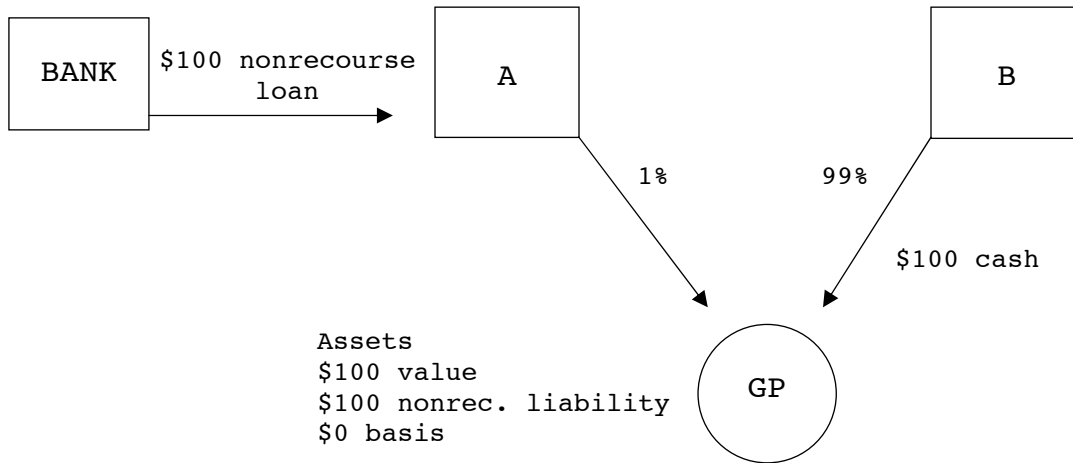 BANK
$100 nonrecourse
loan
A
B
1%
99%
$100 cash
Assets
$100 value
$100 nonrec. liability
$0 basis
GP